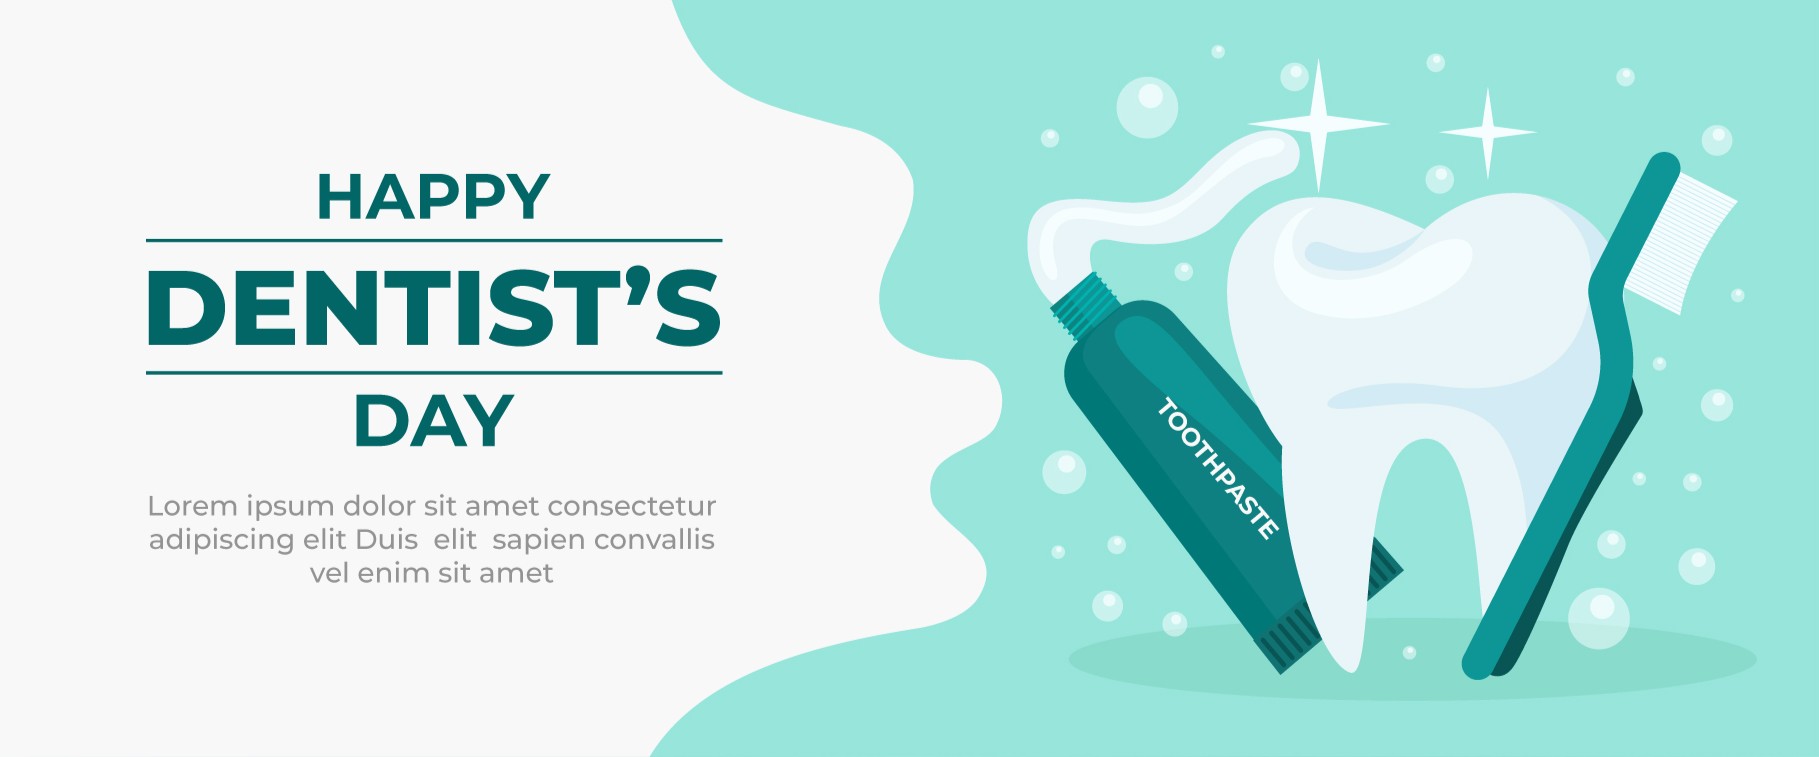 HAPPY
DENTIST’S
DAY
Lorem ipsum dolor sit amet consectetur
adipiscing elit Duis  elit  sapien convallis
vel enim sit amet
TOOTHPASTE